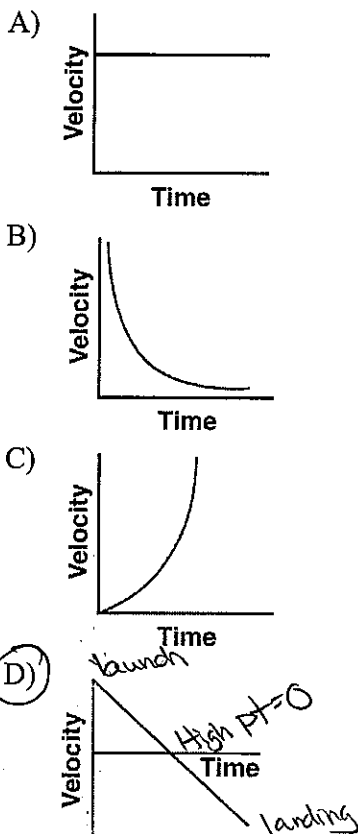 A)
Velocity
Time
B)
Velocity
Time
C)
Velocity
Time
D)
launch
High pt=0
Velocity
Time
landing